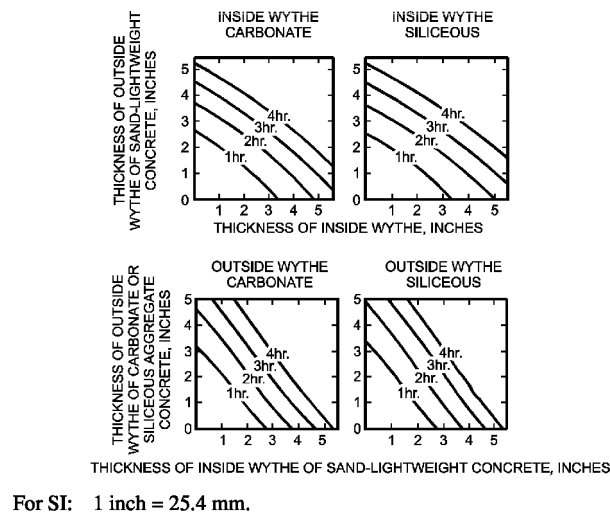 INSIDE WYTHE
CARBONATE
INSIDE WYTHE
SILICEOUS
THICKNESS OF OUTSIDE
WYTHE OF SAND-LIGHTWEIGHT
CONCRETE, INCHES
5
4
3
2
1
0
4hr.
3hr.
2hr.
1hr.
1 2 3 4 5
5
4
3
2
1
0
4hr.
3hr.
2hr.
1hr.
1 2 3 4 5
THICKNESS OF INSIDE WYTHE, INCHES
OUTSIDE WYTHE
CARBONATE
OUTSIDE WYTHE
SILICEOUS
THICKNESS OF OUTSIDE
WYTHE OF CARBONATE OR
SILICEOUS AGGREGATE
CONCRETE, INCHES
5
4
3
2
1
0
4hr.
3hr.
2hr.
1hr.
1 2 3 4 5
5
4
3
2
1
0
4hr.
3hr.
2hr.
1hr.
1 2 3 4 5
THICKNESS OF INSIDE WYTHE OF SAND-LIGHTWEIGHT CONCRETE, INCHES
For SI: 1 inch = 25.4 mm.